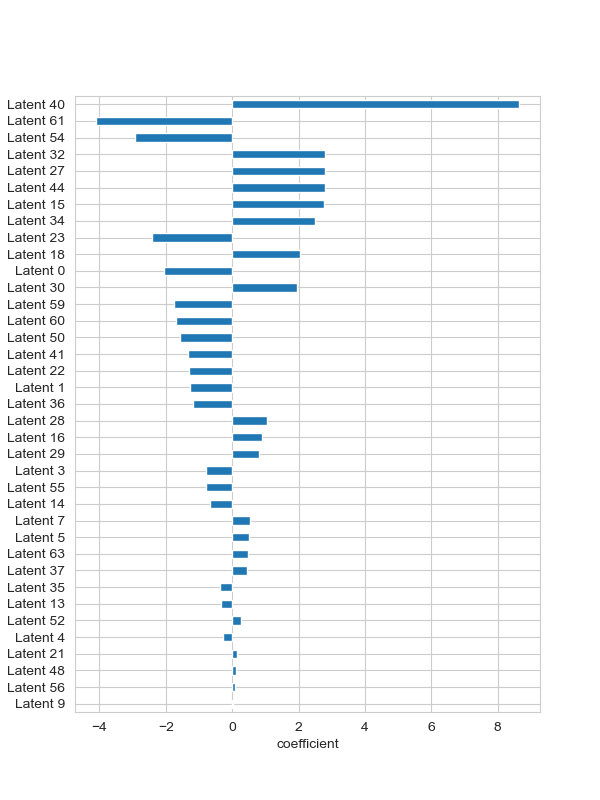 Latent 40
Latent 61
Latent 54
Latent 32
Latent 27
Latent 44
Latent 15
Latent 34
Latent 23
Latent 18
Latent 0
Latent 30
Latent 59
Latent 60
Latent 50
Latent 41
Latent 22
Latent 1
Latent 36
Latent 28
Latent 16
Latent 29
Latent 3
Latent 55
Latent 14
Latent 7
Latent 5
Latent 63
Latent 37
Latent 35
Latent 13
Latent 52
Latent 4
Latent 21
Latent 48
Latent 56
Latent 9
−4 −2 0 2 4 6 8
coefficient